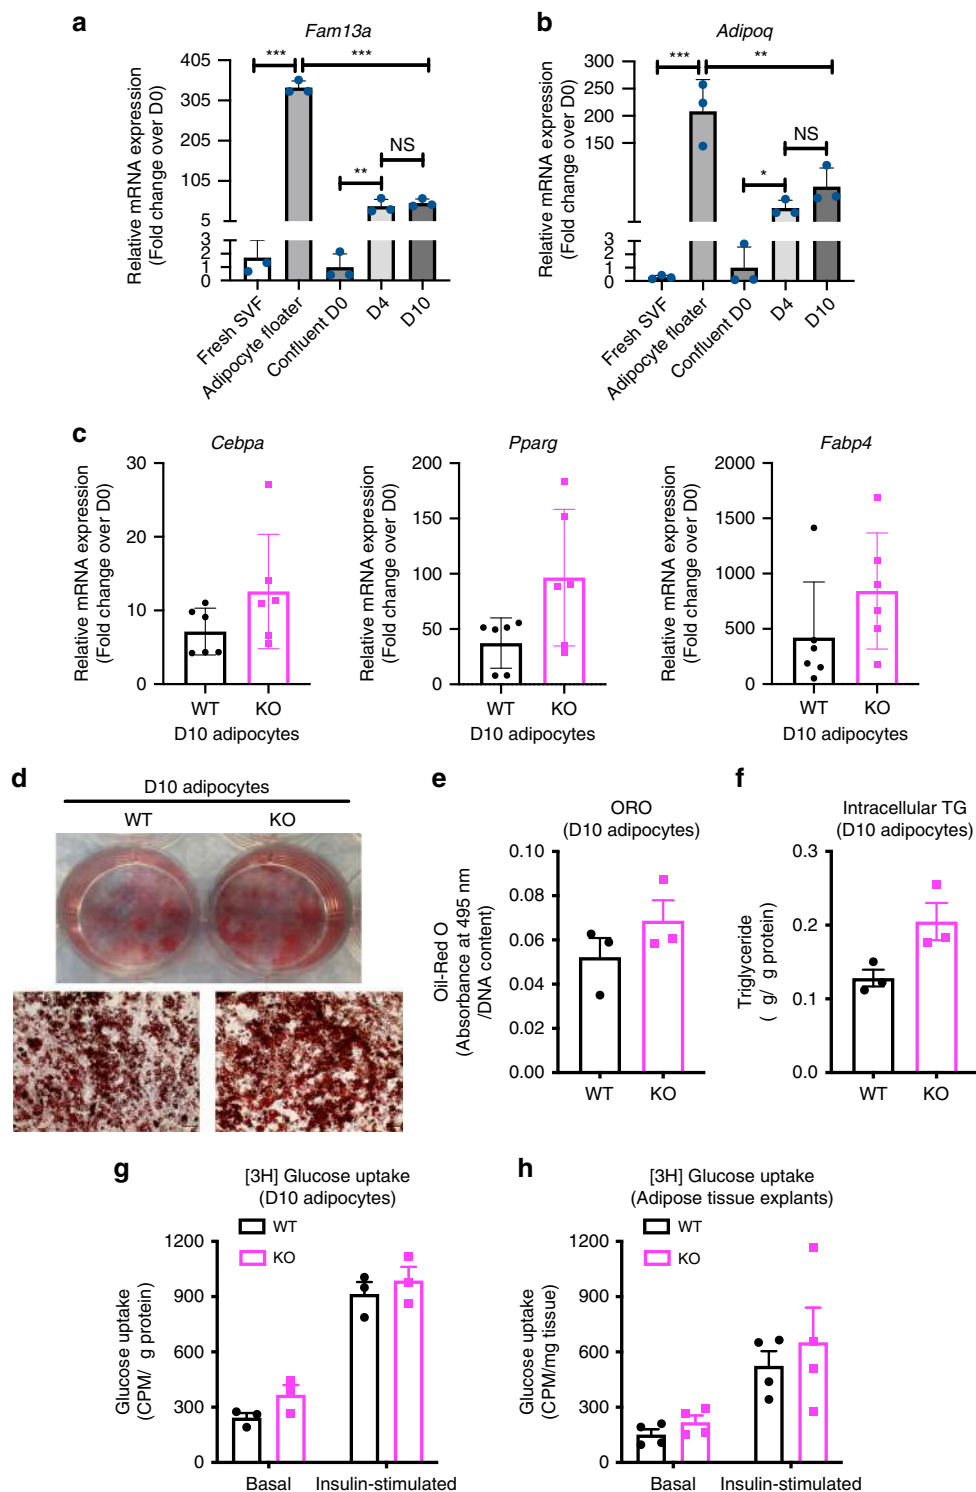 a
Fam13a
Relative mRNA expression
(Fold change over D0)
405
305
205
105
5
3
2
1
0
***
***
**
NS
Fresh SVF
Adipocyte floater
Confluent D0
D4
D10
b
Adipoq
Relative mRNA expression
(Fold change over D0)
300
250
200
150
3
2
1
0
***
**
*
NS
Fresh SVF
Adipocyte floater
Confluent D0
D4
D10
c
Cebpa
Relative mRNA expression
(Fold change over D0)
30
20
10
0
WT
KO
D10 adipocytes
Pparg
Relative mRNA expression
(Fold change over D0)
200
150
100
50
0
WT
KO
D10 adipocytes
Fabp4
Relative mRNA expression
(Fold change over D0)
2000
1500
1000
500
0
WT
KO
D10 adipocytes
d
D10 adipocytes
WT
KO
e
ORO
(D10 adipocytes)
Oil-Red O
(Absorbance at 495 nm
/DNA content)
0.10
0.08
0.06
0.04
0.02
0.00
WT
KO
f
Intracellular TG
(D10 adipocytes)
Triglyceride
( g/ g protein)
0.3
0.2
0.1
0.0
WT
KO
g
[3H] Glucose uptake
(D10 adipocytes)
WT
KO
Glucose uptake
(CPM/ g protein)
1200
900
600
300
0
Basal
Insulin-stimulated
h
[3H] Glucose uptake
(Adipose tissue explants)
WT
KO
Glucose uptake
(CPM/mg tissue)
1200
900
600
300
0
Basal
Insulin-stimulated